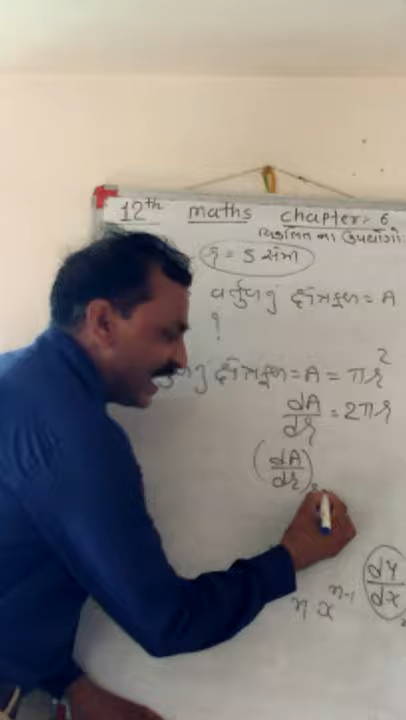 12th maths chapter:- 6
વિકલિતના ઉપયોગો
r = 5 સેમી
વર્તુળનું ક્ષેત્રફળ = A
?
ક્ષેત્રફળ = A = πr²
dA/dr = 2πr
(dA/dr)
n x^(n-1) dy/dx